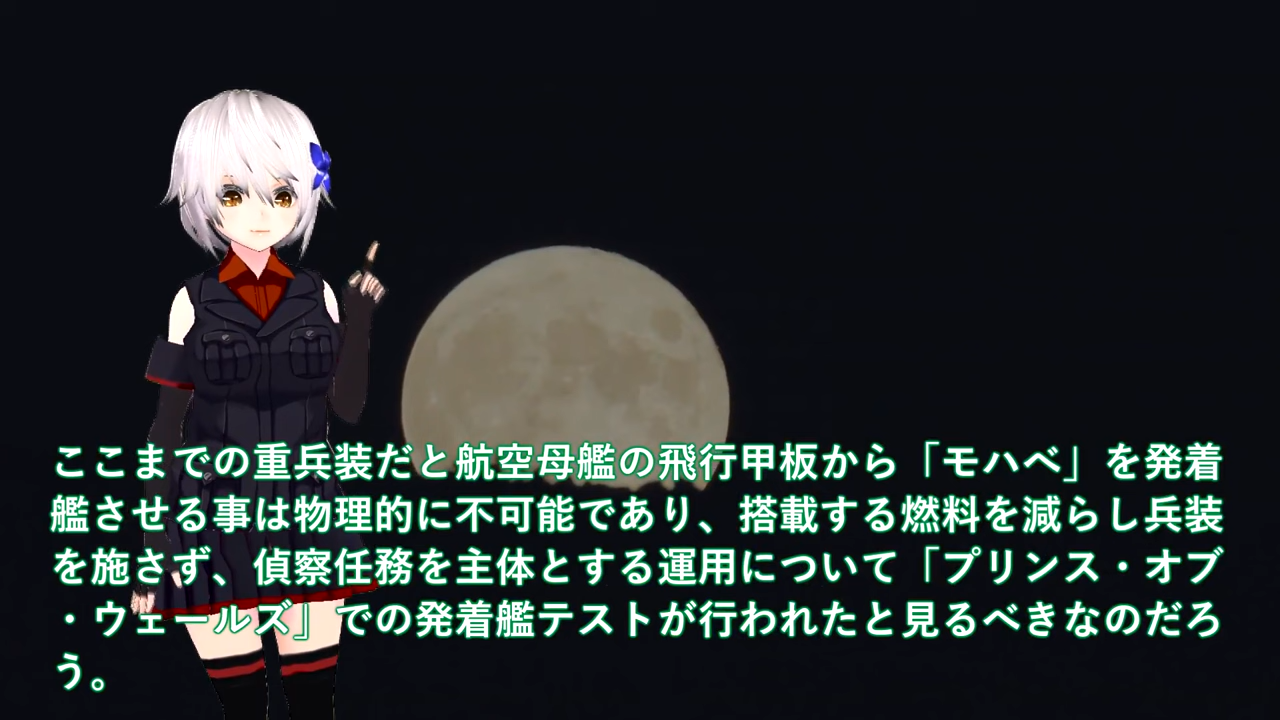 ここまでの重兵装だと航空母艦の飛行甲板から「モハベ」を発着
艦させる事は物理的に不可能であり、搭載する燃料を減らし兵装
を施さず、偵察任務を主体とする運用について「プリンス・オブ
・ウェールズ」での発着艦テストが行われたと見るべきなのだろ
う。